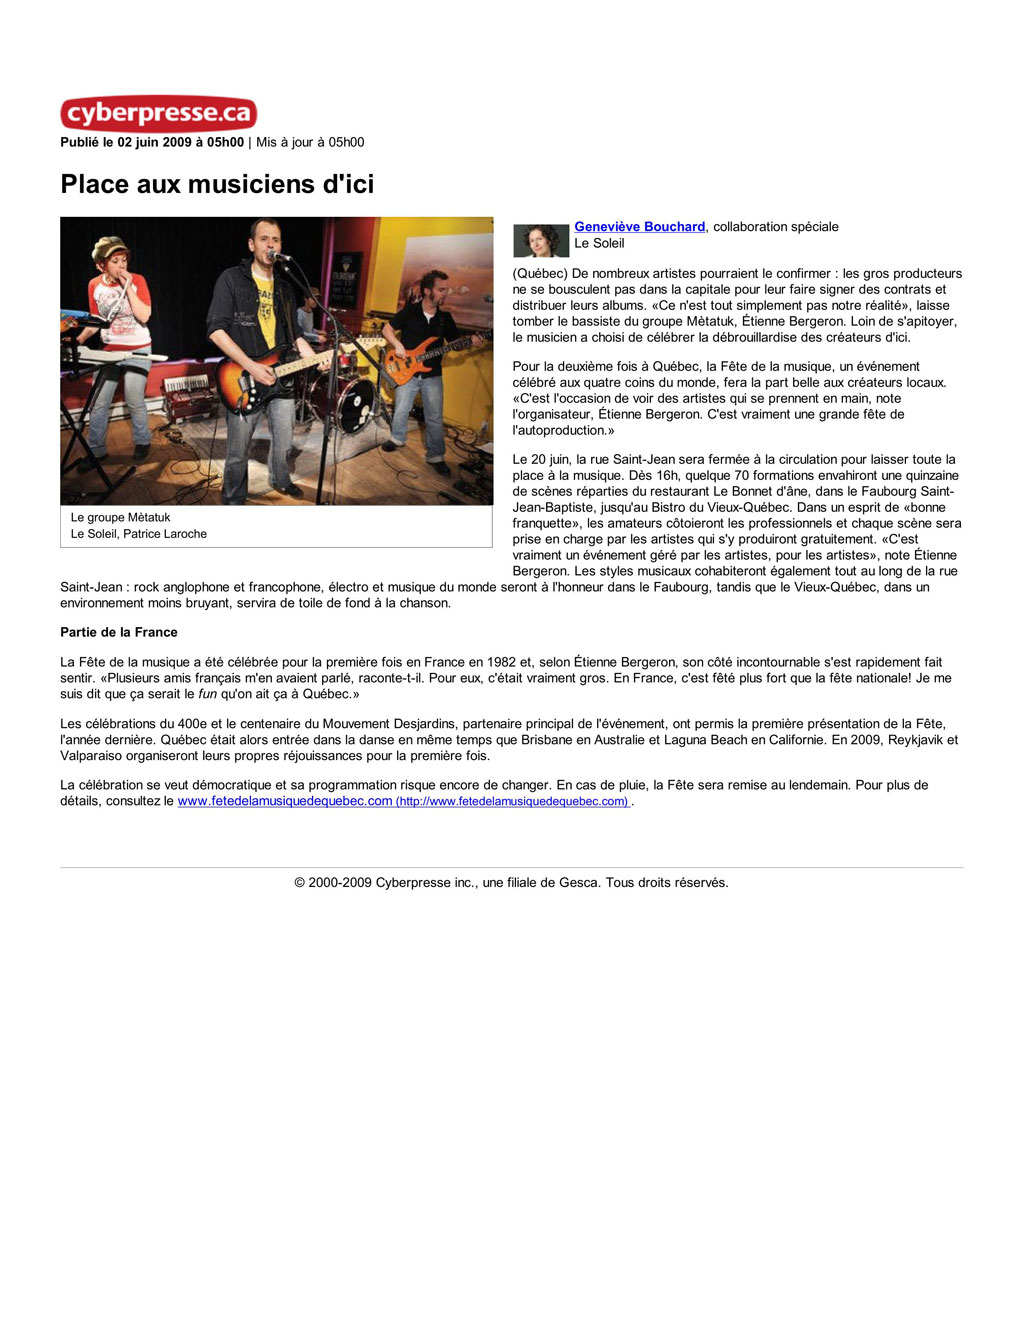 cyberpresse.ca
Publié le 02 juin 2009 à 05h00 | Mis à jour à 05h00
Place aux musiciens d'ici
Le groupe Mètatuk
Le Soleil, Patrice Laroche
Geneviève Bouchard, collaboration spéciale
Le Soleil
(Québec) De nombreux artistes pourraient le confirmer : les gros producteurs
ne se bousculent pas dans la capitale pour leur faire signer des contrats et
distribuer leurs albums. «Ce n'est tout simplement pas notre réalité», laisse
tomber le bassiste du groupe Mètatuk, Étienne Bergeron. Loin de s'apitoyer,
le musicien a choisi de célébrer la débrouillardise des créateurs d'ici.
Pour la deuxième fois à Québec, la Fête de la musique, un événement
célébré aux quatre coins du monde, fera la part belle aux créateurs locaux.
«C'est l'occasion de voir des artistes qui se prennent en main, note
l'organisateur, Étienne Bergeron. C'est vraiment une grande fête de
l'autoproduction.»
Le 20 juin, la rue Saint-Jean sera fermée à la circulation pour laisser toute la
place à la musique. Dès 16h, quelque 70 formations envahiront une quinzaine
de scènes réparties du restaurant Le Bonnet d'âne, dans le Faubourg Saint-
Jean-Baptiste, jusqu'au Bistro du Vieux-Québec. Dans un esprit de «bonne
franquette», les amateurs côtoieront les professionnels et chaque scène sera
prise en charge par les artistes qui s'y produiront gratuitement. «C'est
vraiment un événement géré par les artistes, pour les artistes», note Étienne
Bergeron. Les styles musicaux cohabiteront également tout au long de la rue
Saint-Jean : rock anglophone et francophone, électro et musique du monde seront à l'honneur dans le Faubourg, tandis que le Vieux-Québec, dans un
environnement moins bruyant, servira de toile de fond à la chanson.
Partie de la France
La Fête de la musique a été célébrée pour la première fois en France en 1982 et, selon Étienne Bergeron, son côté incontournable s'est rapidement fait
sentir. «Plusieurs amis français m'en avaient parlé, raconte-t-il. Pour eux, c'était vraiment gros. En France, c'est fêté plus fort que la fête nationale! Je me
suis dit que ça serait le fun qu'on ait ça à Québec.»
Les célébrations du 400e et le centenaire du Mouvement Desjardins, partenaire principal de l'événement, ont permis la première présentation de la Fête,
l'année dernière. Québec était alors entrée dans la danse en même temps que Brisbane en Australie et Laguna Beach en Californie. En 2009, Reykjavik et
Valparaiso organiseront leurs propres réjouissances pour la première fois.
La célébration se veut démocratique et sa programmation risque encore de changer. En cas de pluie, la Fête sera remise au lendemain. Pour plus de
détails, consultez le www.fetedelamusiquedequebec.com (http://www.fetedelamusiquedequebec.com) .
© 2000-2009 Cyberpresse inc., une filiale de Gesca. Tous droits réservés.